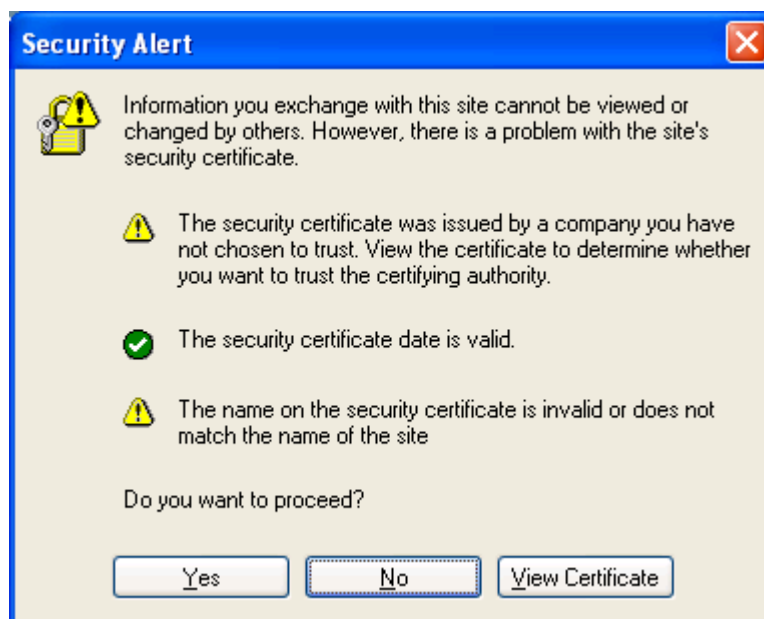 Security Alert
Information you exchange with this site cannot be viewed or
changed by others. However, there is a problem with the site's
security certificate.
The security certificate was issued by a company you have
not chosen to trust. View the certificate to determine whether
you want to trust the certifying authority.
The security certificate date is valid.
The name on the security certificate is invalid or does not
match the name of the site
Do you want to proceed?
Yes No View Certificate